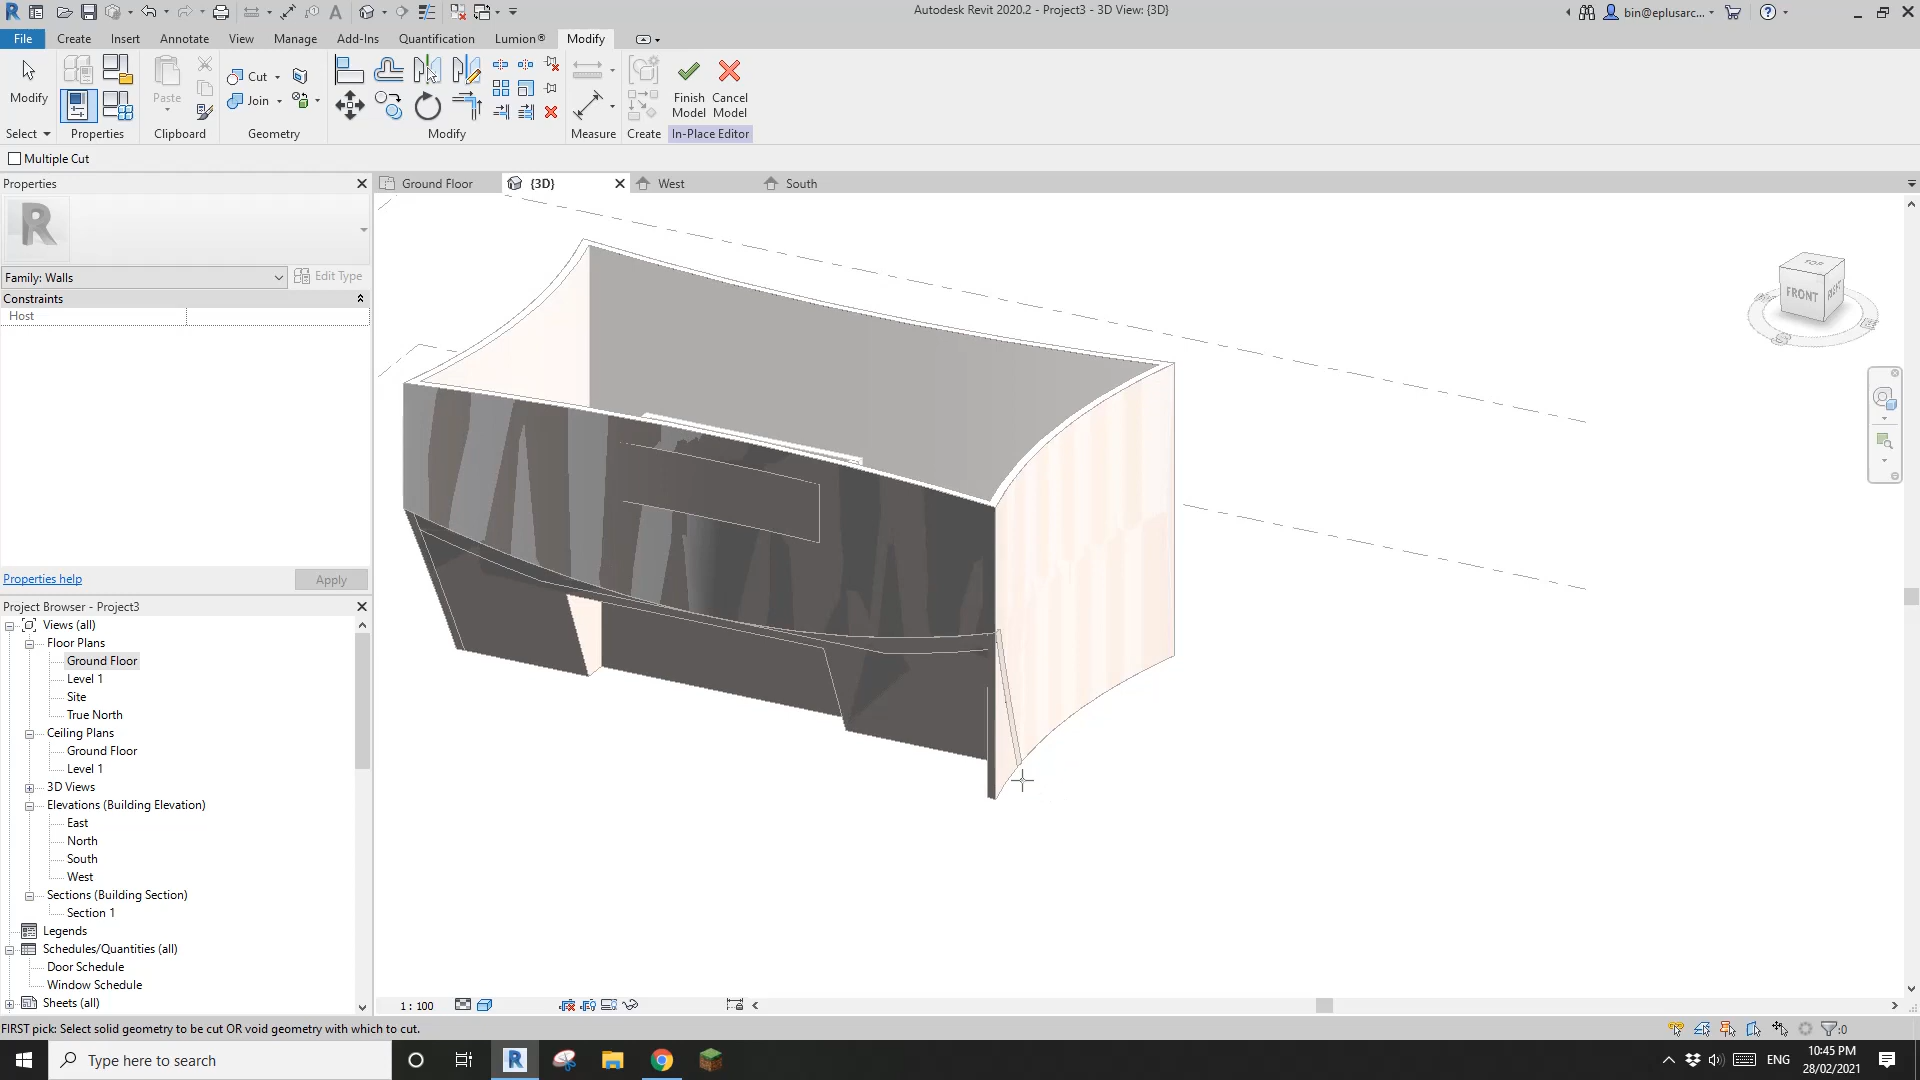 Autodesk Revit 2020.2 - Project3 - 3D View: {3D}
bin@eplusarc...
File Create Insert Annotate View Manage Add-Ins Quantification Lumion® Modify
Modify
Paste
Cut
Join
Finish Model
Cancel Model
Select Properties Clipboard Geometry Modify Measure Create In-Place Editor
Multiple Cut
Properties
Ground Floor
{3D}
West
South
Family: Walls
Edit Type
Constraints
Host
TOP
FRONT
RIGHT
Properties help
Apply
Project Browser - Project3
Views (all)
Floor Plans
Ground Floor
Level 1
Site
True North
Ceiling Plans
Ground Floor
Level 1
3D Views
Elevations (Building Elevation)
East
North
South
West
Sections (Building Section)
Section 1
Legends
Schedules/Quantities (all)
Door Schedule
Window Schedule
Sheets (all)
1 : 100
FIRST pick: Select solid geometry to be cut OR void geometry with which to cut.
:0
Type here to search
ENG
10:45 PM
28/02/2021